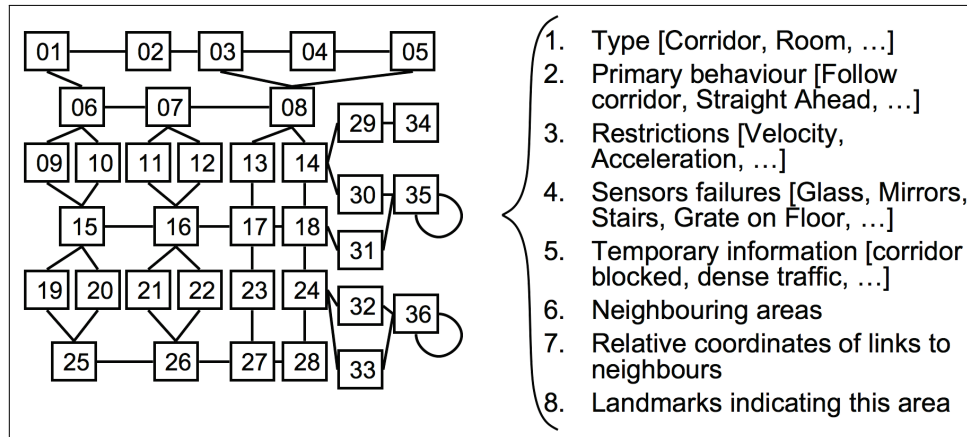 01 02 03 04 05
06 07 08
29 34
09 10 11 12 13 14
30 35
15 16 17 18
31
19 20 21 22 23 24
32 36
25 26 27 28
33
1. Type [Corridor, Room, …]
2. Primary behaviour [Follow
corridor, Straight Ahead, …]
3. Restrictions [Velocity,
Acceleration, …]
4. Sensors failures [Glass, Mirrors,
Stairs, Grate on Floor, …]
5. Temporary information [corridor
blocked, dense traffic, …]
6. Neighbouring areas
7. Relative coordinates of links to
neighbours
8. Landmarks indicating this area